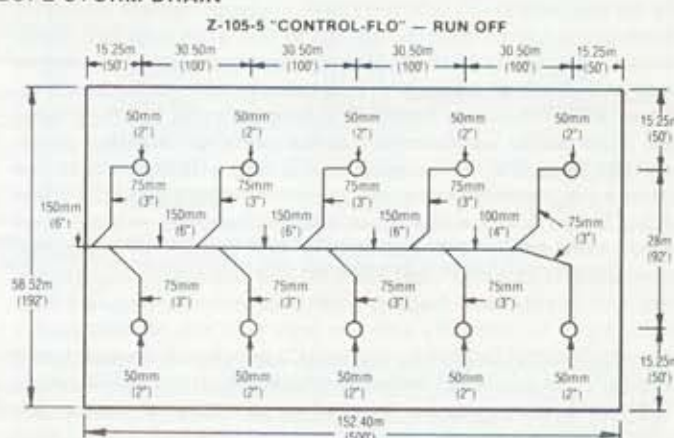 Z-105-5 "CONTROL-FLO" — RUN OFF
15.25m 30.50m 30.50m 30.50m 30.50m 15.25m
(50') (100') (100') (100') (100') (50')
50mm 50mm 50mm 50mm 50mm
(2") (2") (2") (2") (2")
15.25m
(50')
75mm 75mm 75mm 75mm
(3") (3") (3") (3")
150mm
(6")
150mm 150mm 150mm 100mm
(6") (6") (6") (4")
75mm
(3")
28m
(92')
58.52m
(192')
75mm 75mm 75mm 75mm
(3") (3") (3") (3")
50mm 50mm 50mm 50mm 50mm
(2") (2") (2") (2") (2")
15.25m
(50')
152.40m